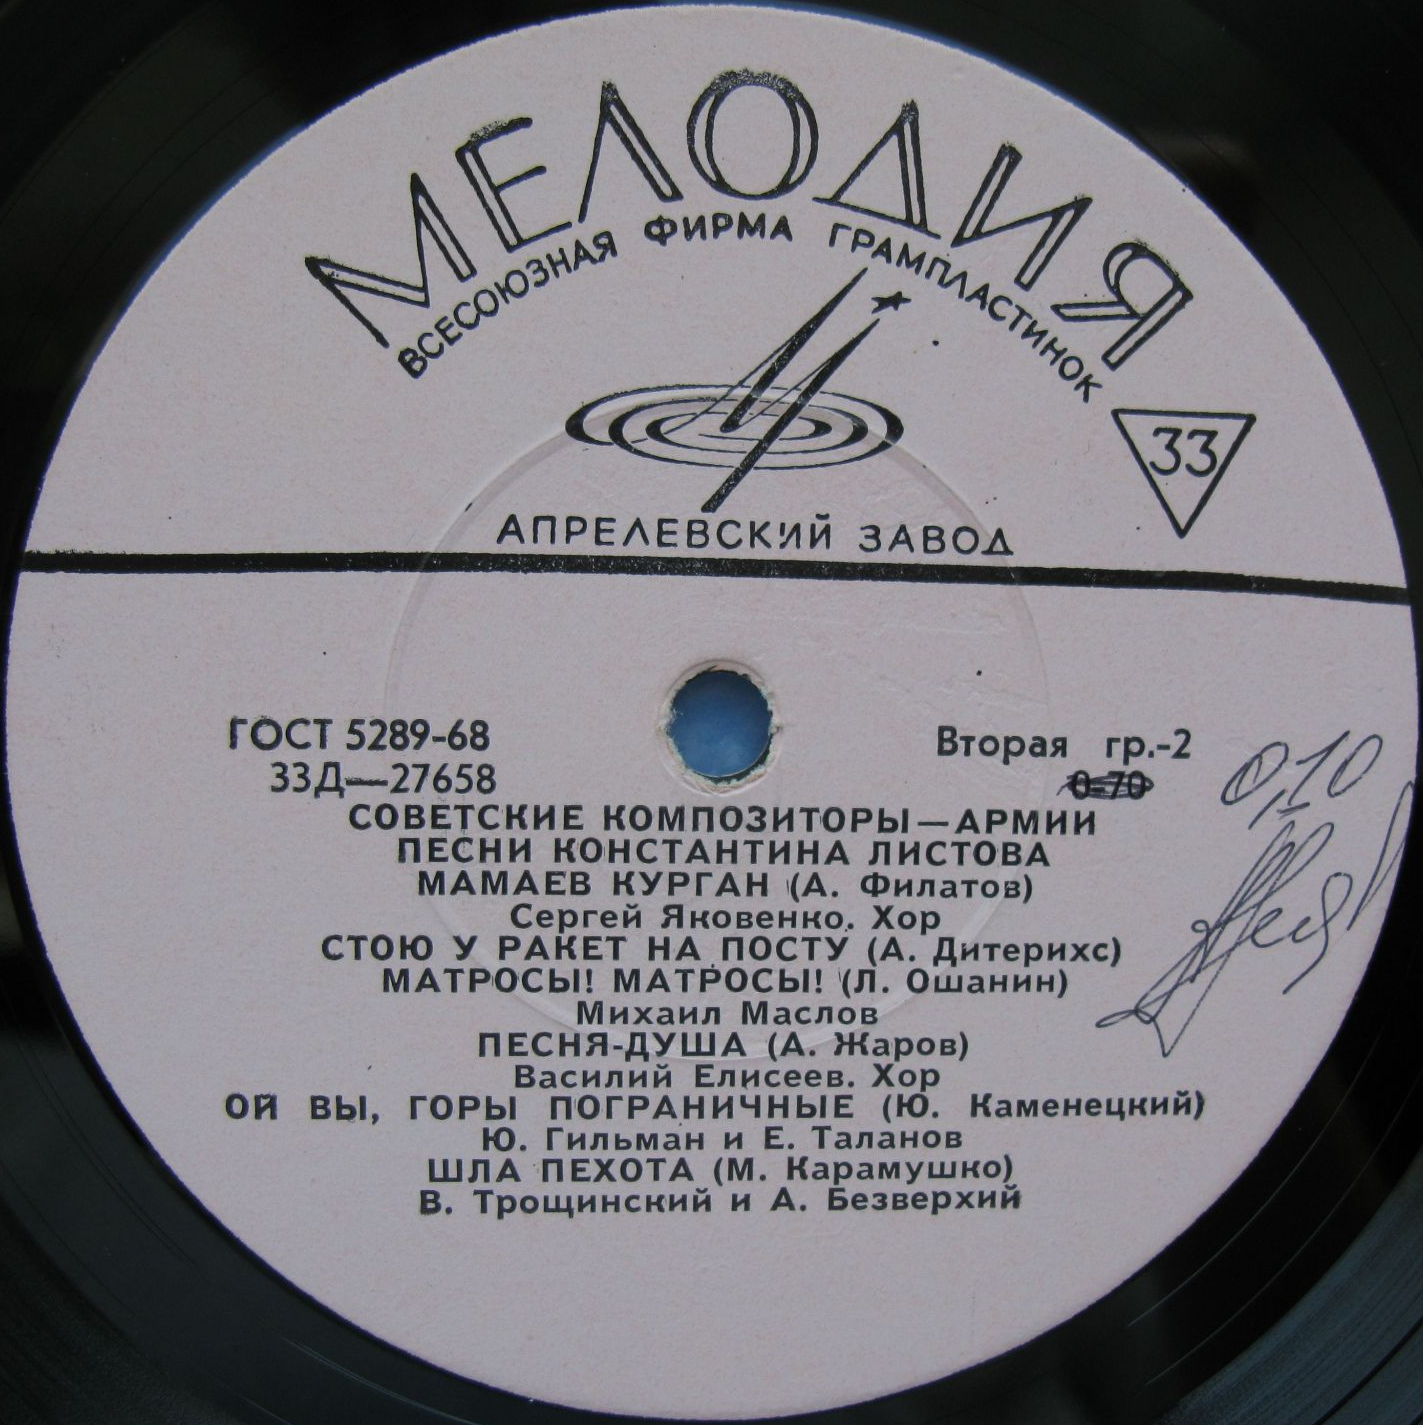 МЕЛОДИЯ
ВСЕСОЮЗНАЯ ФИРМА ГРАМПЛАСТИНОК
33
АПРЕЛЕВСКИЙ ЗАВОД
ГОСТ 5289-68
Вторая гр.-2
33Д—27658
0-70
0,10
СОВЕТСКИЕ КОМПОЗИТОРЫ—АРМИИ
ПЕСНИ КОНСТАНТИНА ЛИСТОВА
МАМАЕВ КУРГАН (А. Филатов)
Сергей Яковенко. Хор
СТОЮ У РАКЕТ НА ПОСТУ (А. Дитерихс)
МАТРОСЫ! МАТРОСЫ! (Л. Ошанин)
Михаил Маслов
ПЕСНЯ-ДУША (А. Жаров)
Василий Елисеев. Хор
ОЙ ВЫ, ГОРЫ ПОГРАНИЧНЫЕ (Ю. Каменецкий)
Ю. Гильман и Е. Таланов
ШЛА ПЕХОТА (М. Карамушко)
В. Трощинский и А. Безверхий